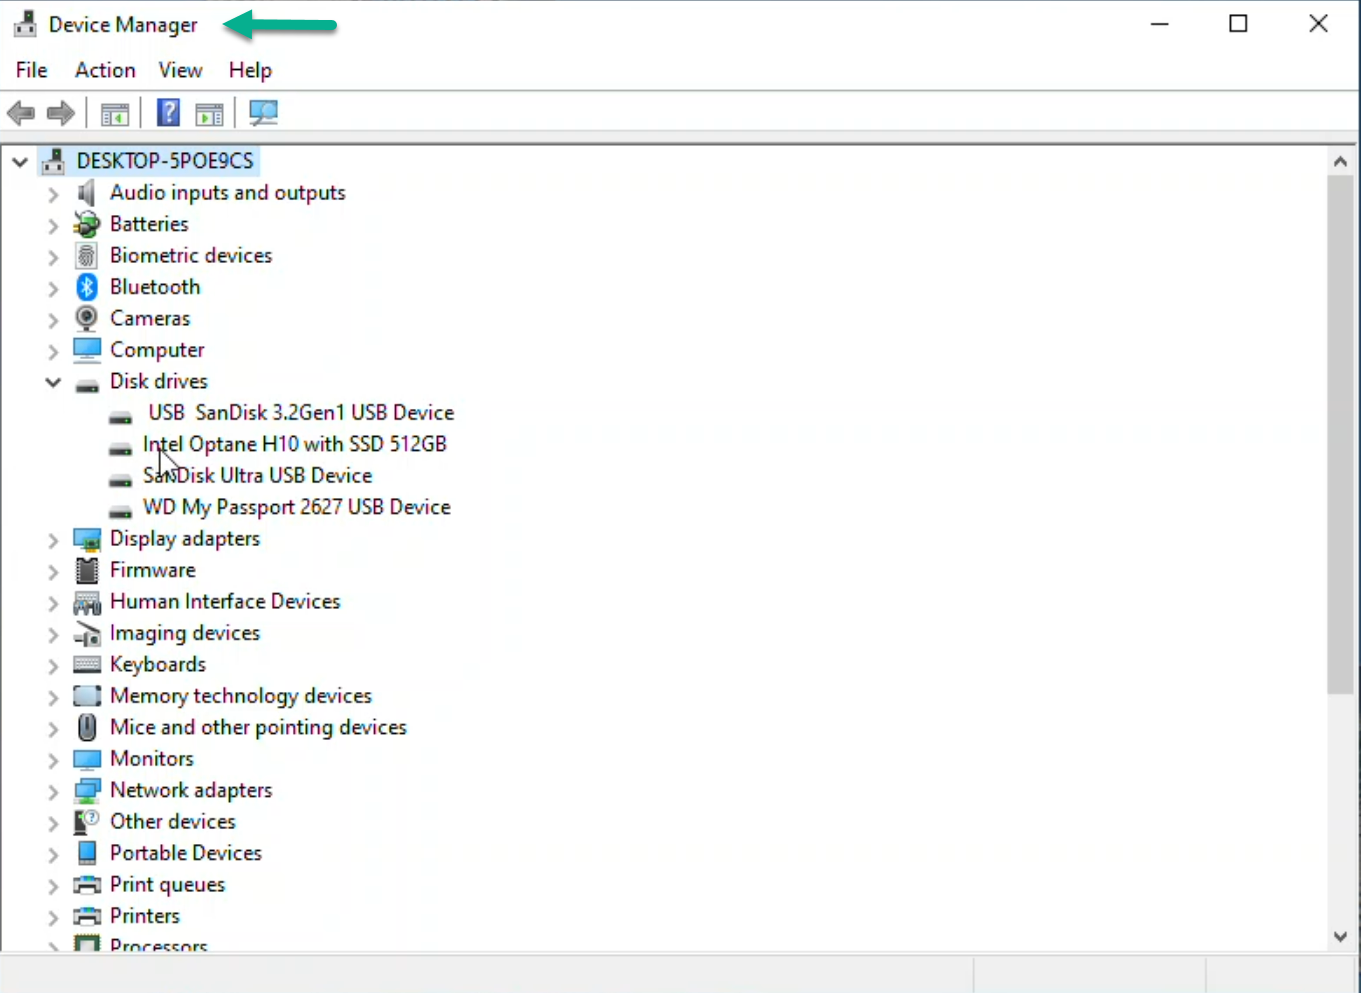 Device Manager
File Action View Help
DESKTOP-5POE9CS
Audio inputs and outputs
Batteries
Biometric devices
Bluetooth
Cameras
Computer
Disk drives
USB  SanDisk 3.2Gen1 USB Device
Intel Optane H10 with SSD 512GB
SanDisk Ultra USB Device
WD My Passport 2627 USB Device
Display adapters
Firmware
Human Interface Devices
Imaging devices
Keyboards
Memory technology devices
Mice and other pointing devices
Monitors
Network adapters
Other devices
Portable Devices
Print queues
Printers
Processors